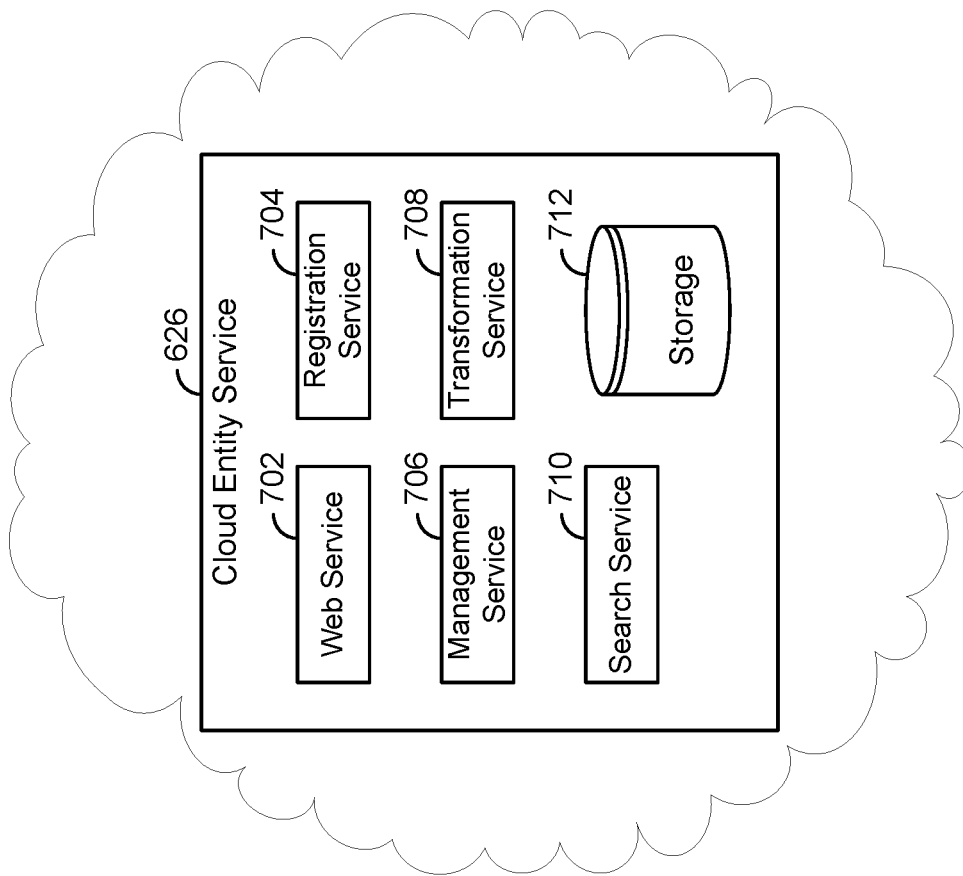 626
Cloud Entity Service
702
Web Service
704
Registration
Service
706
Management
Service
708
Transformation
Service
710
Search Service
712
Storage